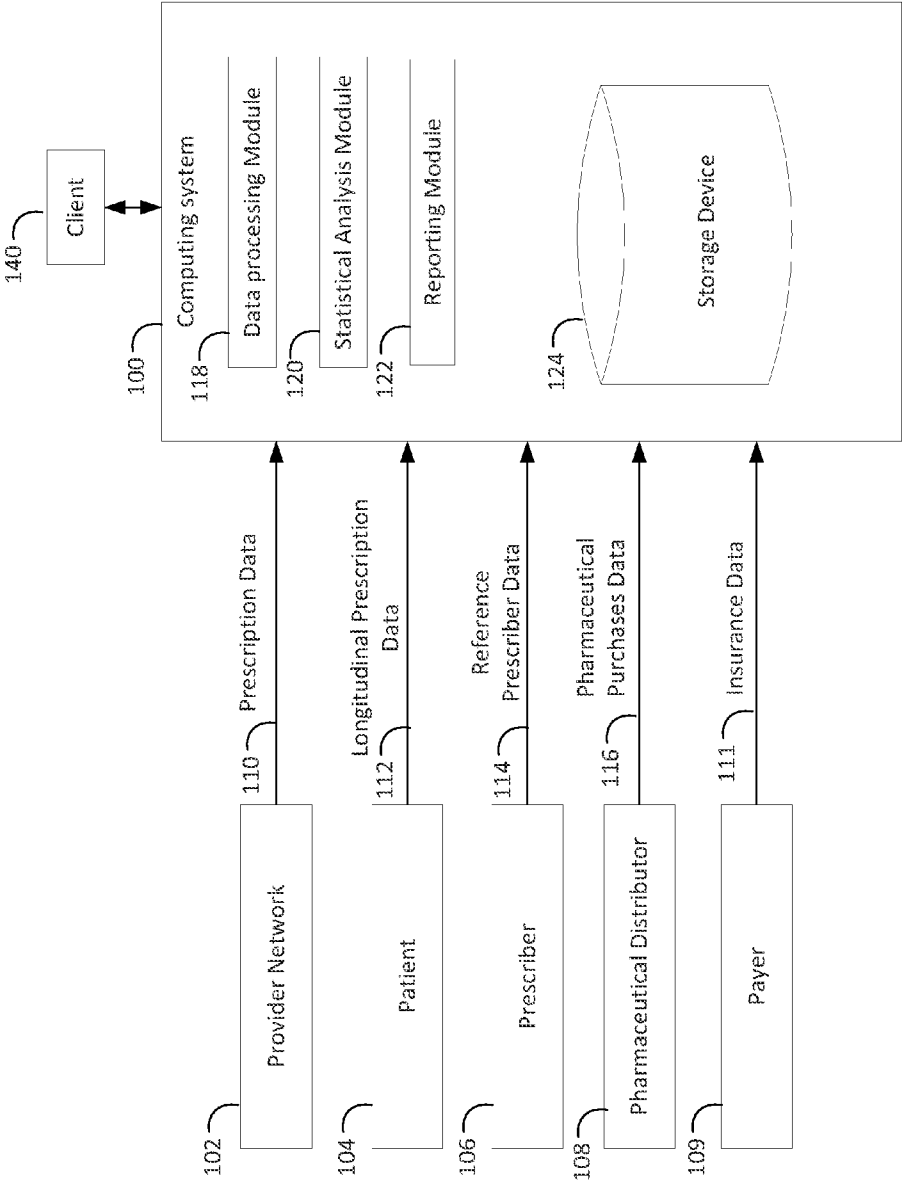 140
Client
100
Computing system
118
Data processing Module
120
Statistical Analysis Module
122
Reporting Module
124
Storage Device
102
Provider Network
110
Prescription Data
104
Patient
112
Longitudinal Prescription
Data
106
Prescriber
114
Reference
Prescriber Data
108
Pharmaceutical Distributor
116
Pharmaceutical
Purchases Data
109
Payer
111
Insurance Data